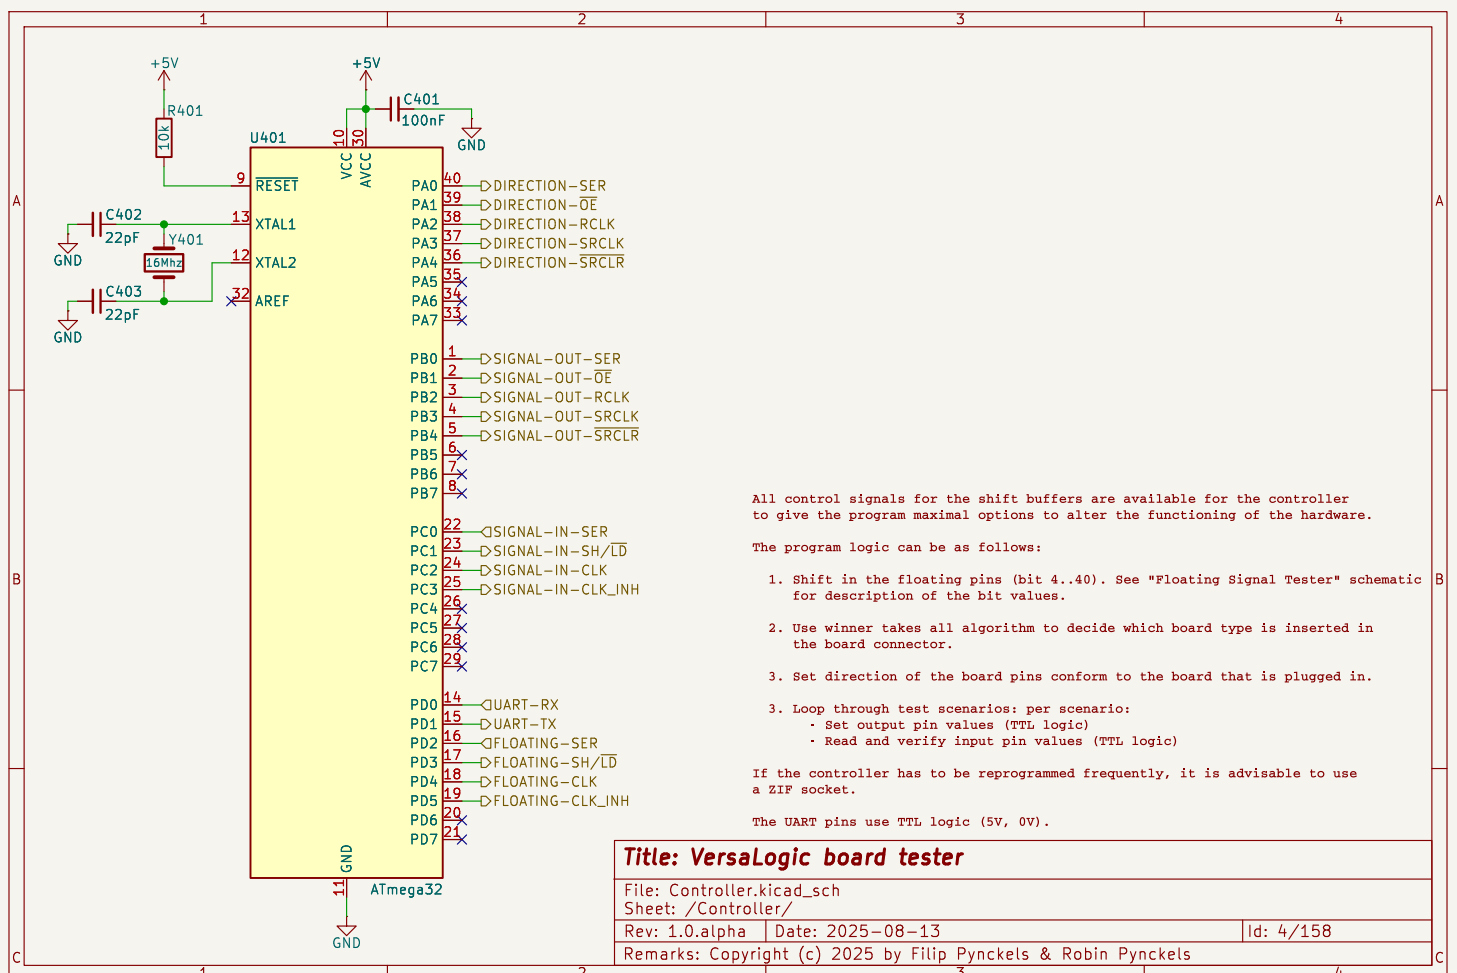 1 2 3 4
+5V
+5V
R401
10k
C401
100nF
GND
U401
10 VCC
30 AVCC
9 RESET
13 XTAL1
12 XTAL2
32 AREF
C402
22pF
GND
Y401
16Mhz
C403
22pF
GND
PA0 40 DIRECTION-SER
PA1 39 DIRECTION-OE
PA2 38 DIRECTION-RCLK
PA3 37 DIRECTION-SRCLK
PA4 36 DIRECTION-SRCLR
PA5 35
PA6 34
PA7 33
PB0 1 SIGNAL-OUT-SER
PB1 2 SIGNAL-OUT-OE
PB2 3 SIGNAL-OUT-RCLK
PB3 4 SIGNAL-OUT-SRCLK
PB4 5 SIGNAL-OUT-SRCLR
PB5 6
PB6 7
PB7 8
PC0 22 SIGNAL-IN-SER
PC1 23 SIGNAL-IN-SH/LD
PC2 24 SIGNAL-IN-CLK
PC3 25 SIGNAL-IN-CLK_INH
PC4 26
PC5 27
PC6 28
PC7 29
PD0 14 UART-RX
PD1 15 UART-TX
PD2 16 FLOATING-SER
PD3 17 FLOATING-SH/LD
PD4 18 FLOATING-CLK
PD5 19 FLOATING-CLK_INH
PD6 20
PD7 21
GND
11
ATmega32
GND
A A
B B
C C
All control signals for the shift buffers are available for the controller
to give the program maximal options to alter the functioning of the hardware.
The program logic can be as follows:
1. Shift in the floating pins (bit 4..40). See "Floating Signal Tester" schematic
for description of the bit values.
2. Use winner takes all algorithm to decide which board type is inserted in
the board connector.
3. Set direction of the board pins conform to the board that is plugged in.
3. Loop through test scenarios: per scenario:
- Set output pin values (TTL logic)
- Read and verify input pin values (TTL logic)
If the controller has to be reprogrammed frequently, it is advisable to use
a ZIF socket.
The UART pins use TTL logic (5V, 0V).
Title: VersaLogic board tester
File: Controller.kicad_sch
Sheet: /Controller/
Rev: 1.0.alpha Date: 2025-08-13 Id: 4/158
Remarks: Copyright (c) 2025 by Filip Pynckels & Robin Pynckels
1 2 3 4